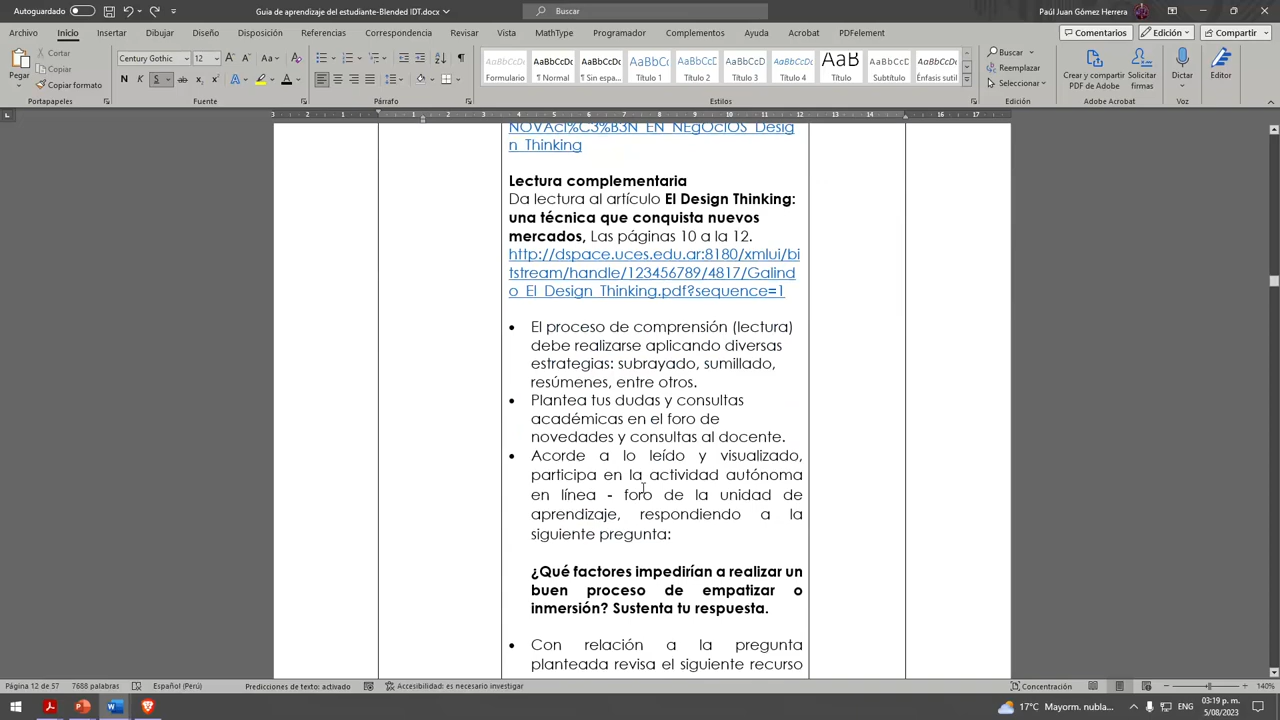 Autoguardado
Guia de aprendizaje del estudiante-Blended IDT.docx
Buscar
Paúl Juan Gómez Herrera
Archivo Inicio Insertar Dibujar Diseño Disposición Referencias Correspondencia Revisar Vista MathType Programador Complementos Ayuda Acrobat PDFelement
Comentarios Edición Compartir
Pegar
Cortar
Copiar
Copiar formato
Century Gothic 12
Formulario
¶ Normal
¶ Sin espa...
Título 1
Título 2
Título 3
Título 4
Título
Subtítulo
Énfasis sutil
Buscar
Reemplazar
Seleccionar
Crear y compartir PDF de Adobe
Solicitar firmas
Dictar
Editor
Portapapeles Fuente Párrafo Estilos Edición Adobe Acrobat Voz
NOVAci%C3%B3N_EN_NEgOcIOS_Desig
n_Thinking
Lectura complementaria
Da lectura al artículo El Design Thinking:
una técnica que conquista nuevos
mercados, Las páginas 10 a la 12.
http://dspace.uces.edu.ar:8180/xmlui/bi
tstream/handle/123456789/4817/Galind
o_El_Design_Thinking.pdf?sequence=1
• El proceso de comprensión (lectura)
debe realizarse aplicando diversas
estrategias: subrayado, sumillado,
resúmenes, entre otros.
• Plantea tus dudas y consultas
académicas en el foro de
novedades y consultas al docente.
• Acorde a lo leído y visualizado,
participa en la actividad autónoma
en línea - foro de la unidad de
aprendizaje, respondiendo a la
siguiente pregunta:
¿Qué factores impedirían a realizar un
buen proceso de empatizar o
inmersión? Sustenta tu respuesta.
• Con relación a la pregunta
planteada revisa el siguiente recurso
Página 12 de 57 7688 palabras Español (Perú) Predicciones de texto: activado Accesibilidad: es necesario investigar Concentración 140%
17°C Mayorm. nubla... ENG 03:19 p.m.
5/08/2023